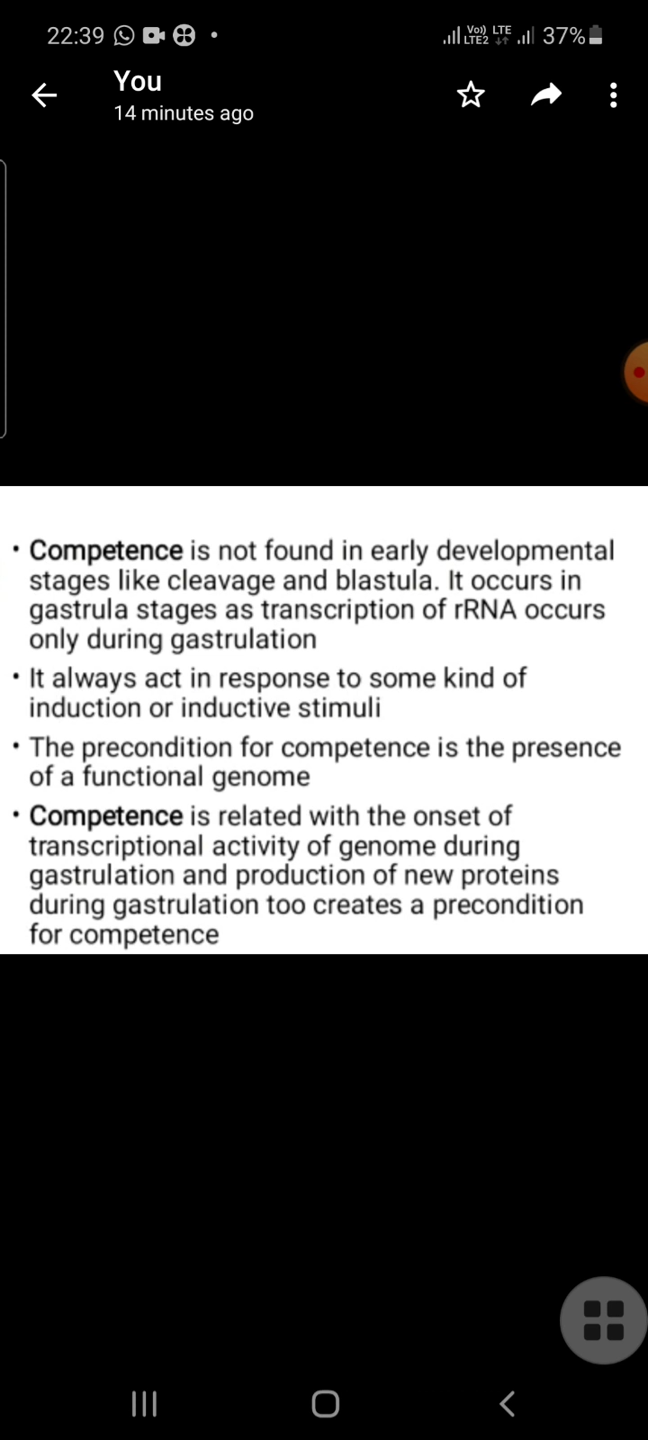 22:39
Vo)) LTE
LTE2
37%
You
14 minutes ago
• Competence is not found in early developmental
stages like cleavage and blastula. It occurs in
gastrula stages as transcription of rRNA occurs
only during gastrulation
• It always act in response to some kind of
induction or inductive stimuli
• The precondition for competence is the presence
of a functional genome
• Competence is related with the onset of
transcriptional activity of genome during
gastrulation and production of new proteins
during gastrulation too creates a precondition
for competence